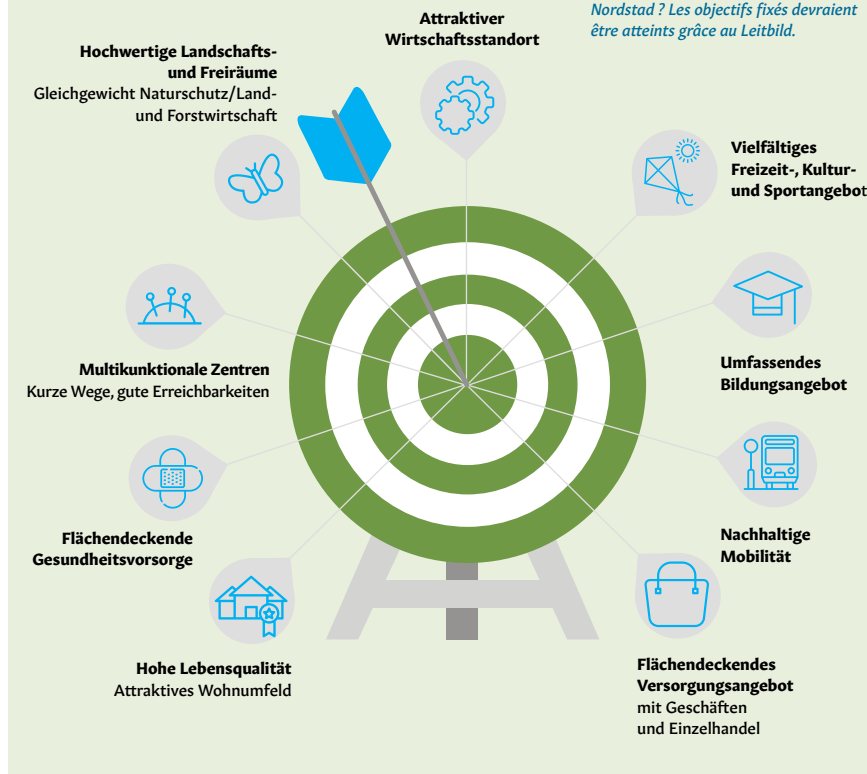 Nordstad ? Les objectifs fixés devraient
être atteints grâce au Leitbild.
Attraktiver
Wirtschaftsstandort
Hochwertige Landschafts-
und Freiräume
Gleichgewicht Naturschutz/Land-
und Forstwirtschaft
Vielfältiges
Freizeit-, Kultur-
und Sportangebot
Multikunktionale Zentren
Kurze Wege, gute Erreichbarkeiten
Umfassendes
Bildungsangebot
Flächendeckende
Gesundheitsvorsorge
Nachhaltige
Mobilität
Hohe Lebensqualität
Attraktives Wohnumfeld
Flächendeckendes
Versorgungsangebot
mit Geschäften
und Einzelhandel